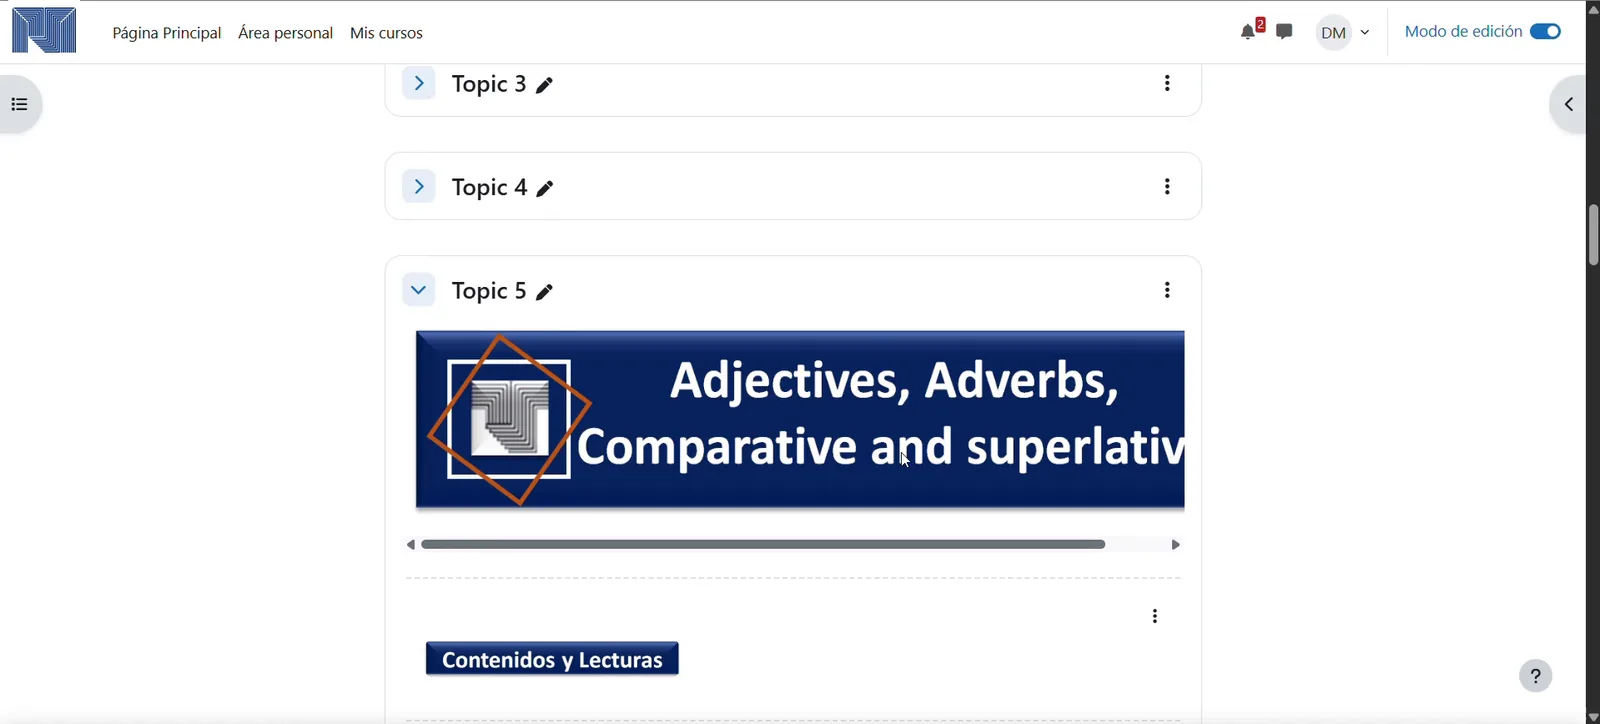 Página Principal Área personal Mis cursos
2
DM
Modo de edición
Topic 3
Topic 4
Topic 5
Adjectives, Adverbs,
Comparative and superlativ
Contenidos y Lecturas
?